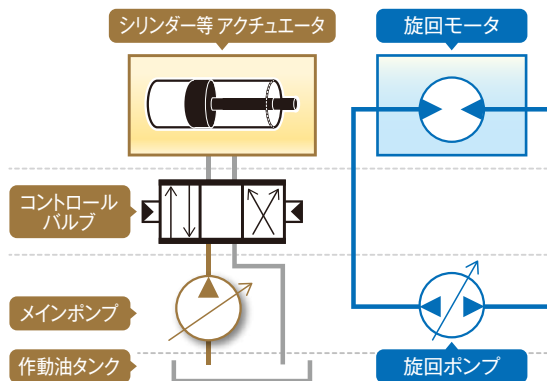 シリンダー等 アクチュエータ
旋回モータ
コントロール
バルブ
メインポンプ
作動油タンク
旋回ポンプ